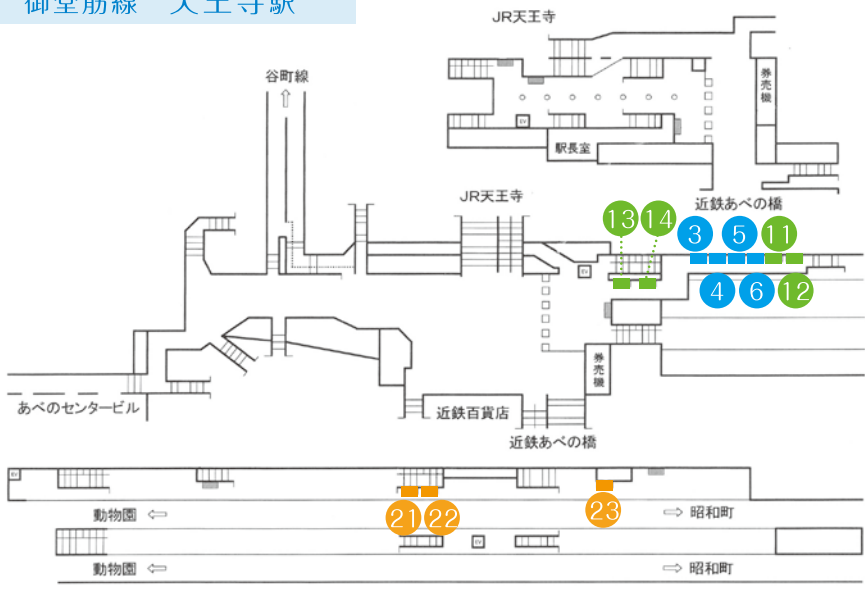 御堂筋線 天王寺駅
JR天王寺
谷町線
券売機
EV
駅長室
JR天王寺
近鉄あべの橋
13 14 3 5 11
EV
4 6 12
券売機
あべのセンタービル
近鉄百貨店
近鉄あべの橋
EV
21 22 23
動物園 ⇦ ⇨ 昭和町
EV
動物園 ⇦ ⇨ 昭和町